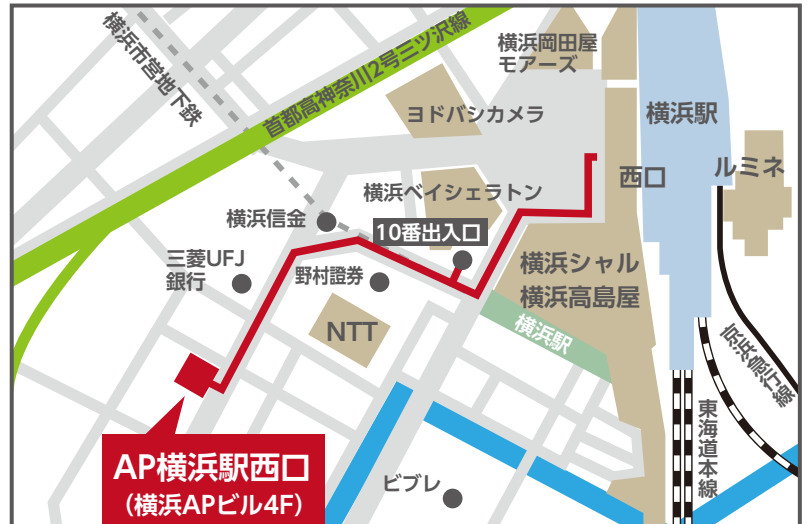 横浜市営地下鉄
首都高神奈川2号三ツ沢線
横浜岡田屋
モアーズ
ヨドバシカメラ
横浜駅
ルミネ
西口
横浜ベイシェラトン
横浜信金
10番出入口
三菱UFJ
銀行
野村證券
横浜シャル
横浜高島屋
NTT
横浜駅
京浜急行線
東海道本線
AP横浜駅西口
（横浜APビル4F）
ビブレ